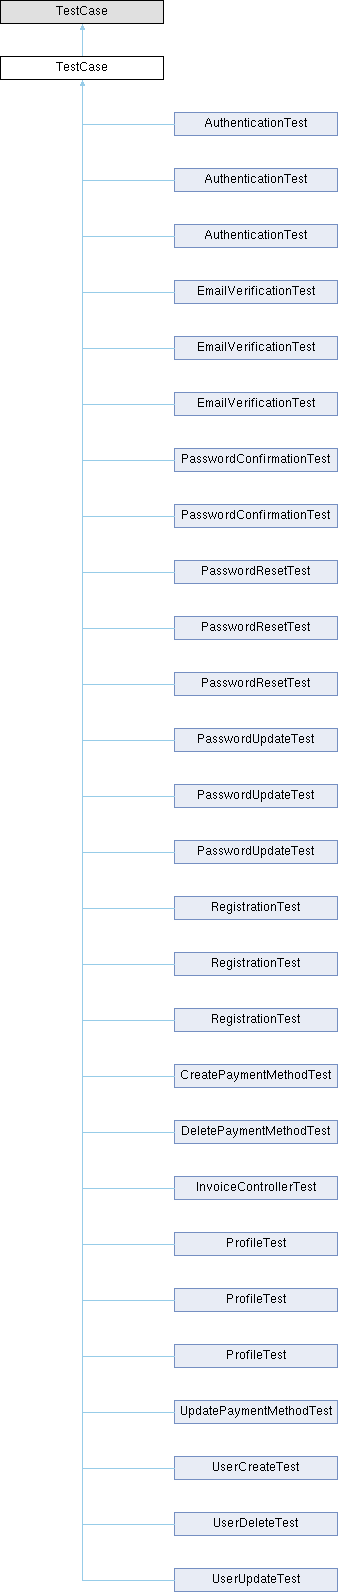 TestCase
TestCase
AuthenticationTest
AuthenticationTest
AuthenticationTest
EmailVerificationTest
EmailVerificationTest
EmailVerificationTest
PasswordConfirmationTest
PasswordConfirmationTest
PasswordResetTest
PasswordResetTest
PasswordResetTest
PasswordUpdateTest
PasswordUpdateTest
PasswordUpdateTest
RegistrationTest
RegistrationTest
RegistrationTest
CreatePaymentMethodTest
DeletePaymentMethodTest
InvoiceControllerTest
ProfileTest
ProfileTest
ProfileTest
UpdatePaymentMethodTest
UserCreateTest
UserDeleteTest
UserUpdateTest